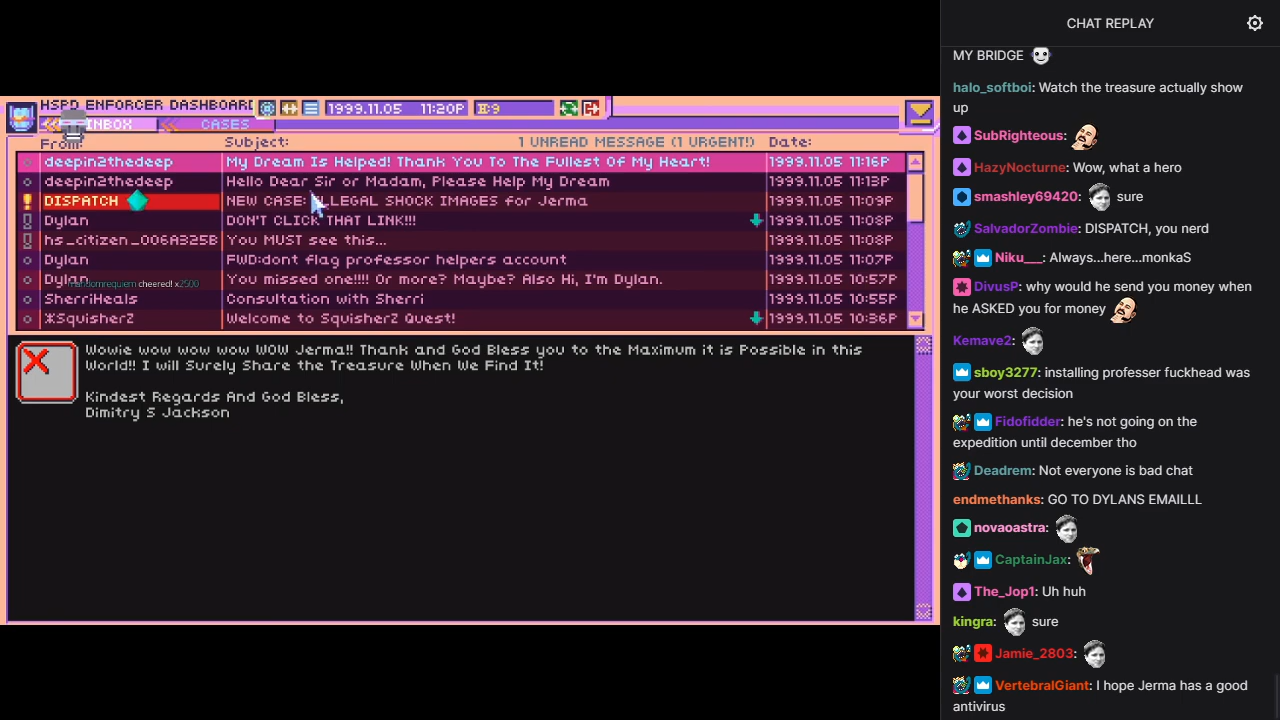 HSPD ENFORCER DASHBOARD
1999.11.05 11:20P
:9
INBOX
CASES
From:
Subject:
1 UNREAD MESSAGE (1 URGENT!)
Date:
deepin2thedeep My Dream Is Helped! Thank You To The Fullest Of My Heart! 1999.11.05 11:16P
deepin2thedeep Hello Dear Sir or Madam, Please Help My Dream 1999.11.05 11:13P
DISPATCH NEW CASE: ILLEGAL SHOCK IMAGES for Jerma 1999.11.05 11:09P
Dylan DON'T CLICK THAT LINK!!! 1999.11.05 11:08P
hs_citizen_006A325B You MUST see this... 1999.11.05 11:08P
Dylan FWD:dont flag professor helpers account 1999.11.05 11:07P
Dylan You missed one!!!! Or more? Maybe? Also Hi, I'm Dylan. 1999.11.05 10:57P
cheered! x2500
SherriHeals Consultation with Sherri 1999.11.05 10:55P
SquisherZ Welcome to SquisherZ Quest! 1999.11.05 10:36P
Wowie wow wow wow WOW Jerma!! Thank and God Bless you to the Maximum it is Possible in this
World!! I will Surely Share the Treasure When We Find It!
Kindest Regards And God Bless,
Dimitry S Jackson
CHAT REPLAY
MY BRIDGE
halo_softboi: Watch the treasure actually show
up
SubRighteous:
HazyNocturne: Wow, what a hero
smashley69420: sure
SalvadorZombie: DISPATCH, you nerd
Niku___: Always...here...monkaS
DivusP: why would he send you money when
he ASKED you for money
Kemave2:
sboy3277: installing professer fuckhead was
your worst decision
Fidofidder: he's not going on the
expedition until december tho
Deadrem: Not everyone is bad chat
endmethanks: GO TO DYLANS EMAILLL
novaoastra:
CaptainJax:
The_Jop1: Uh huh
kingra: sure
Jamie_2803:
VertebralGiant: I hope Jerma has a good
antivirus